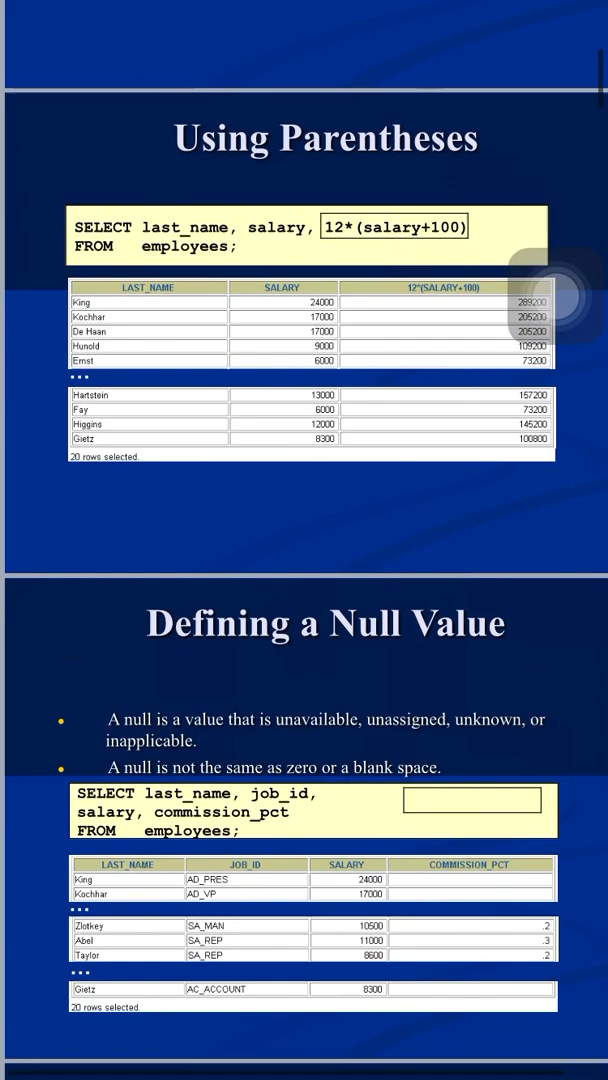 Using Parentheses
SELECT last_name, salary, 12*(salary+100)
FROM employees;
LAST_NAME SALARY 12*(SALARY+100)
King 24000 289200
Kochhar 17000 205200
De Haan 17000 205200
Hunold 9000 109200
Ernst 6000 73200
...
Hartstein 13000 157200
Fay 6000 73200
Higgins 12000 145200
Gietz 8300 100800
20 rows selected.
Defining a Null Value
• A null is a value that is unavailable, unassigned, unknown, or
inapplicable.
• A null is not the same as zero or a blank space.
SELECT last_name, job_id,
salary, commission_pct
FROM employees;
LAST_NAME JOB_ID SALARY COMMISSION_PCT
King AD_PRES 24000
Kochhar AD_VP 17000
...
Zlotkey SA_MAN 10500 .2
Abel SA_REP 11000 .3
Taylor SA_REP 8600 .2
...
Gietz AC_ACCOUNT 8300
20 rows selected.